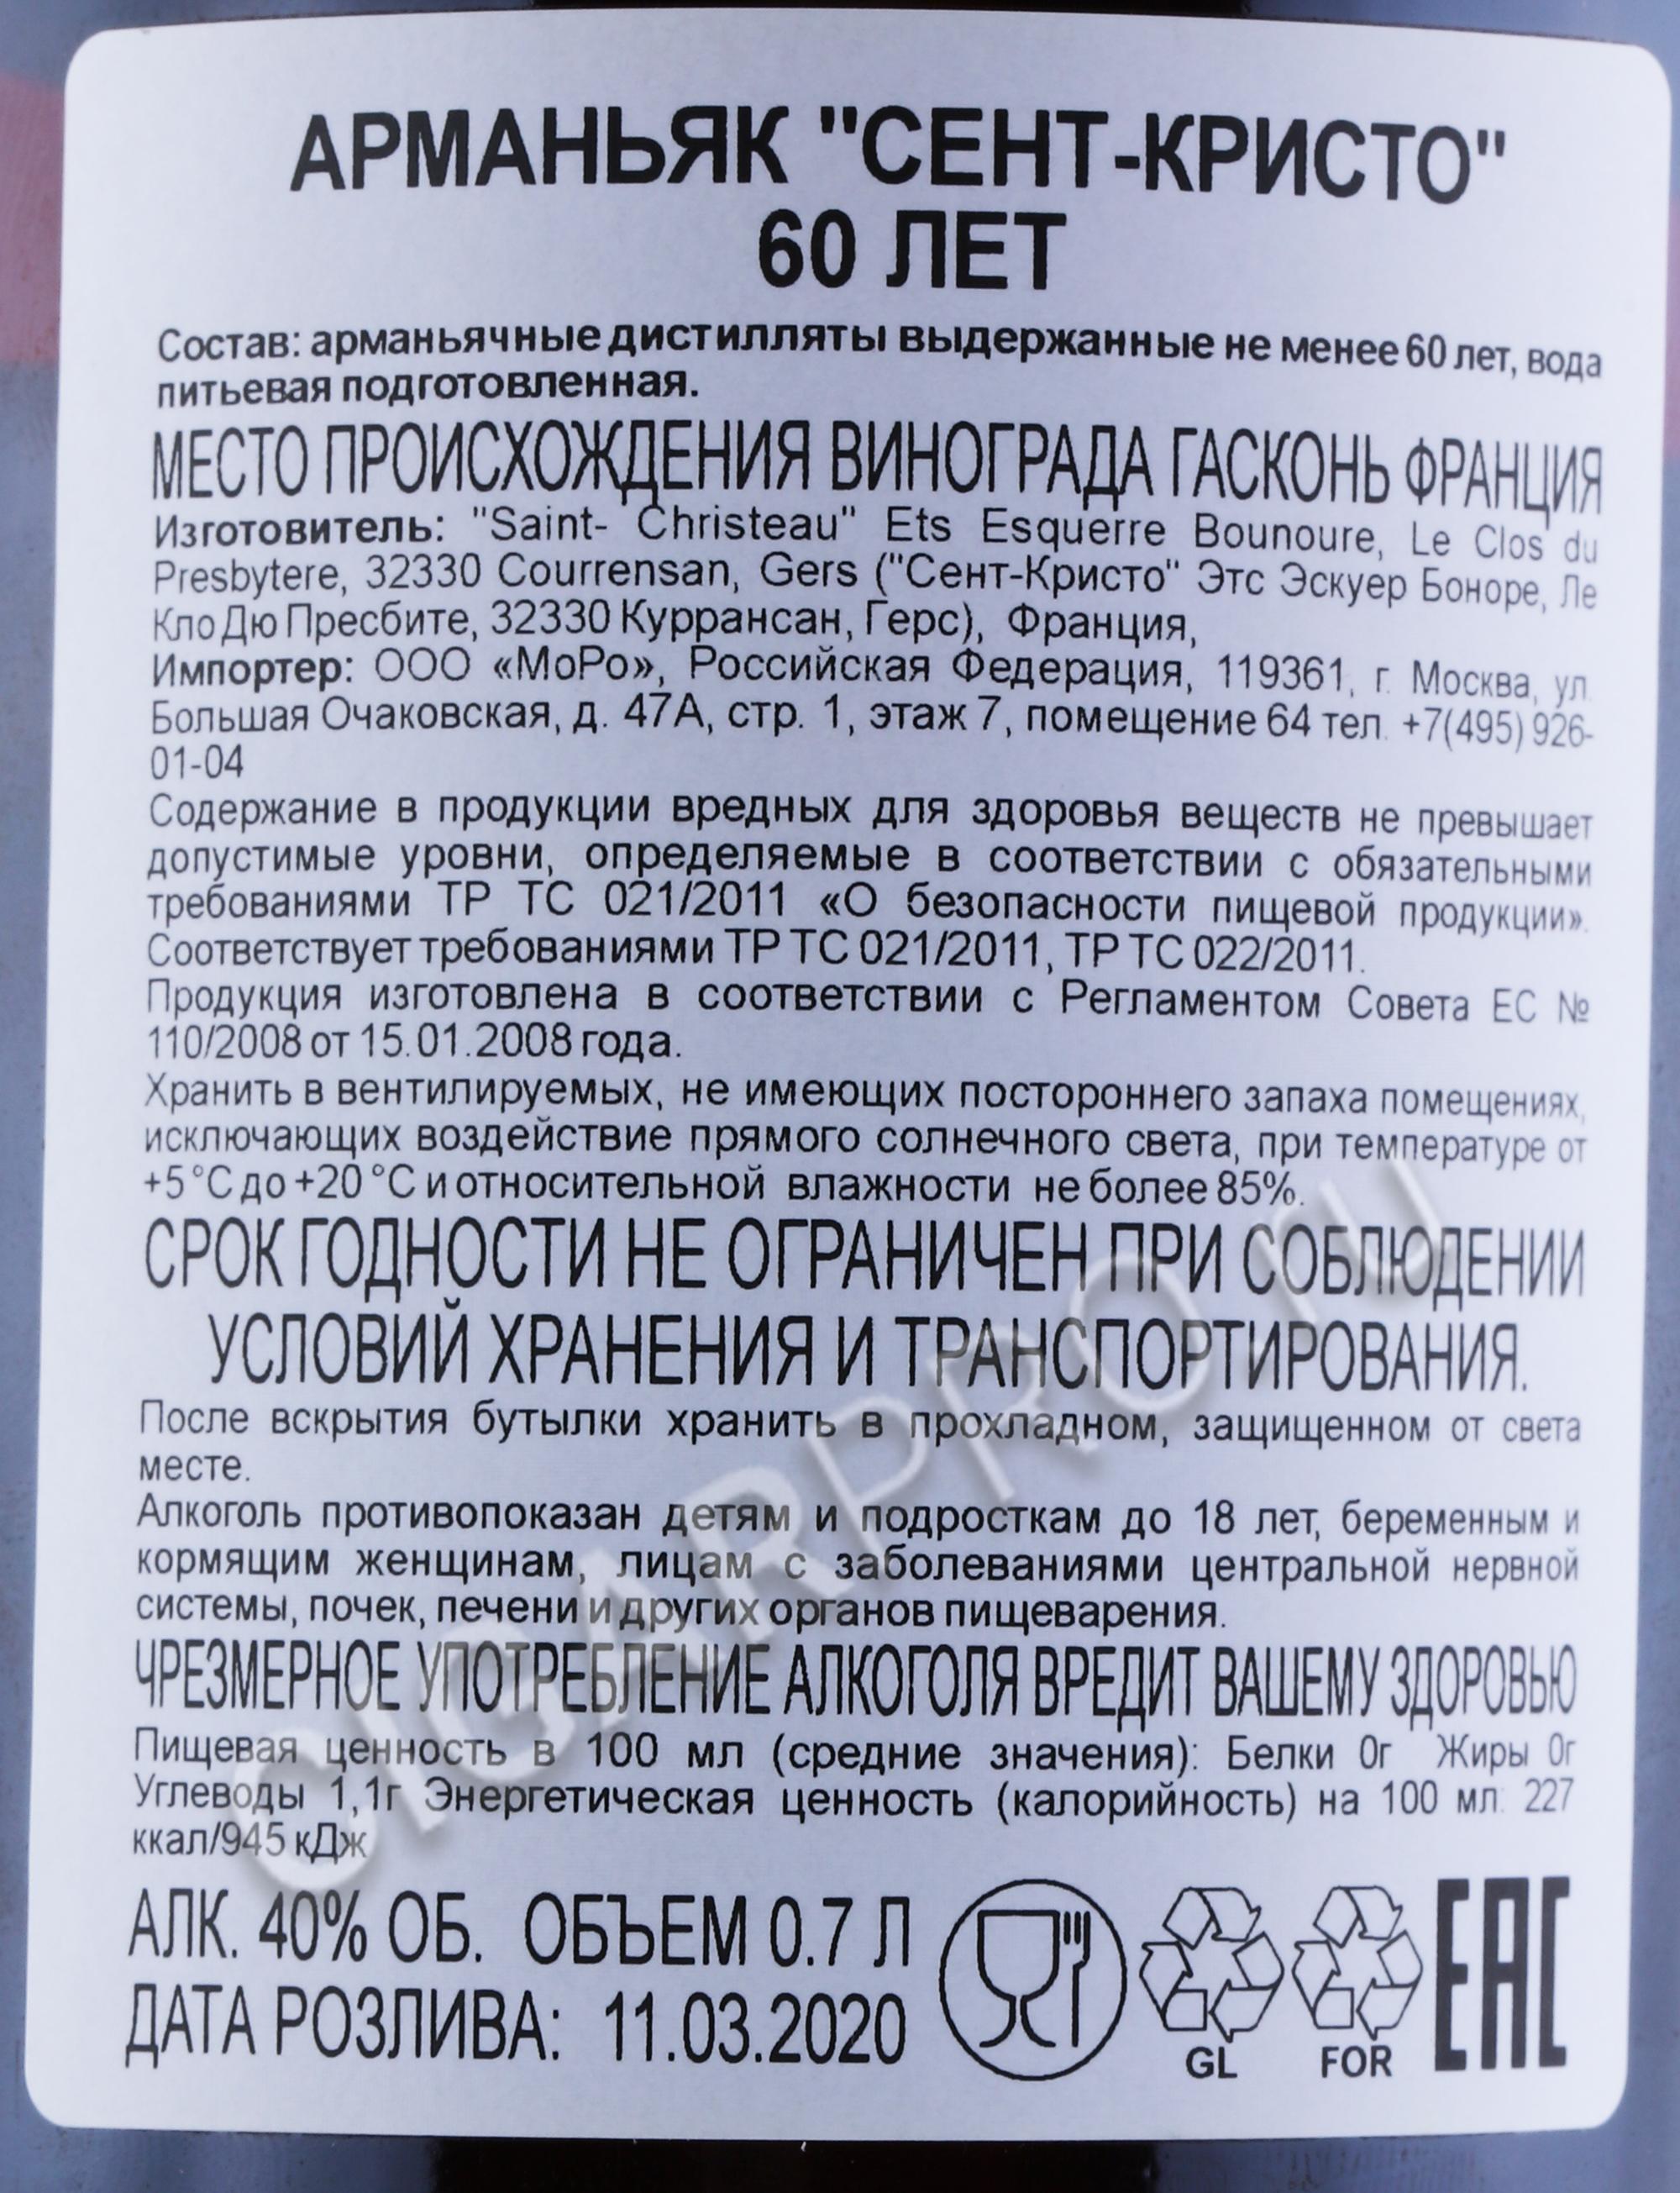 АРМАНЬЯК "СЕНТ-КРИСТО"
60 ЛЕТ
Состав: арманьячные дистилляты выдержанные не менее 60 лет, вода
питьевая подготовленная.
МЕСТО ПРОИСХОЖДЕНИЯ ВИНОГРАДА ГАСКОНЬ ФРАНЦИЯ
Изготовитель: "Saint- Christeau" Ets Esquerre Bounoure, Le Clos du
Presbytere, 32330 Courrensan, Gers ("Сент-Кристо" Этс Эскуер Боноре, Ле
Кло Дю Пресбите, 32330 Куррансан, Герс), Франция,
Импортер: ООО «МоРо», Российская Федерация, 119361, г. Москва, ул.
Большая Очаковская, д. 47А, стр. 1, этаж 7, помещение 64 тел. +7(495) 926-
01-04
Содержание в продукции вредных для здоровья веществ не превышает
допустимые уровни, определяемые в соответствии с обязательными
требованиями ТР ТС 021/2011 «О безопасности пищевой продукции».
Соответствует требованиями ТР ТС 021/2011, ТР ТС 022/2011.
Продукция изготовлена в соответствии с Регламентом Совета ЕС №
110/2008 от 15.01.2008 года.
Хранить в вентилируемых, не имеющих постороннего запаха помещениях,
исключающих воздействие прямого солнечного света, при температуре от
+5 °С до +20 °С и относительной влажности не более 85%.
СРОК ГОДНОСТИ НЕ ОГРАНИЧЕН ПРИ СОБЛЮДЕНИИ
УСЛОВИЙ ХРАНЕНИЯ И ТРАНСПОРТИРОВАНИЯ.
После вскрытия бутылки хранить в прохладном, защищенном от света
месте.
Алкоголь противопоказан детям и подросткам до 18 лет, беременным и
кормящим женщинам, лицам с заболеваниями центральной нервной
системы, почек, печени и других органов пищеварения.
ЧРЕЗМЕРНОЕ УПОТРЕБЛЕНИЕ АЛКОГОЛЯ ВРЕДИТ ВАШЕМУ ЗДОРОВЬЮ
Пищевая ценность в 100 мл (средние значения): Белки 0г Жиры 0г
Углеводы 1,1г Энергетическая ценность (калорийность) на 100 мл: 227
ккал/945 кДж
АЛК. 40% ОБ. ОБЪЕМ 0.7 Л
ДАТА РОЗЛИВА: 11.03.2020
GL FOR EAC
CIGARPRO.ru